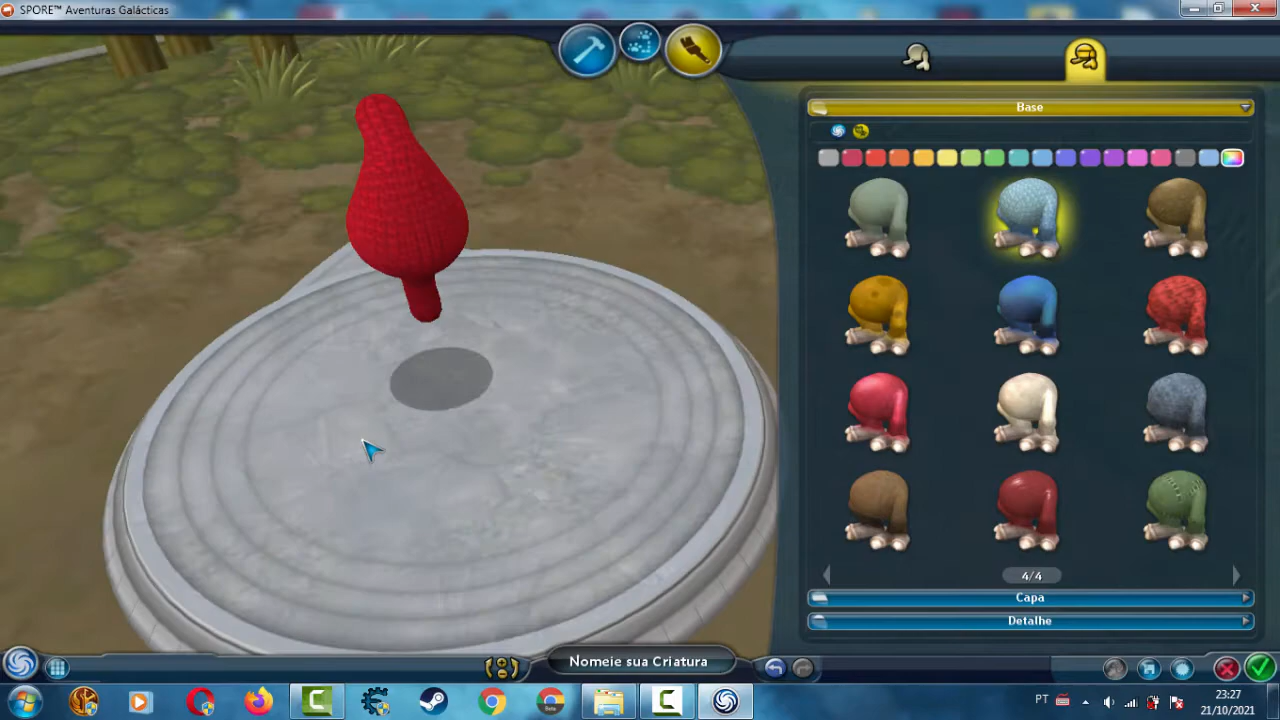 SPORE™ Aventuras Galácticas
Base
4/4
Capa
Detalhe
Nomeie sua Criatura
PT
23:27
21/10/2021